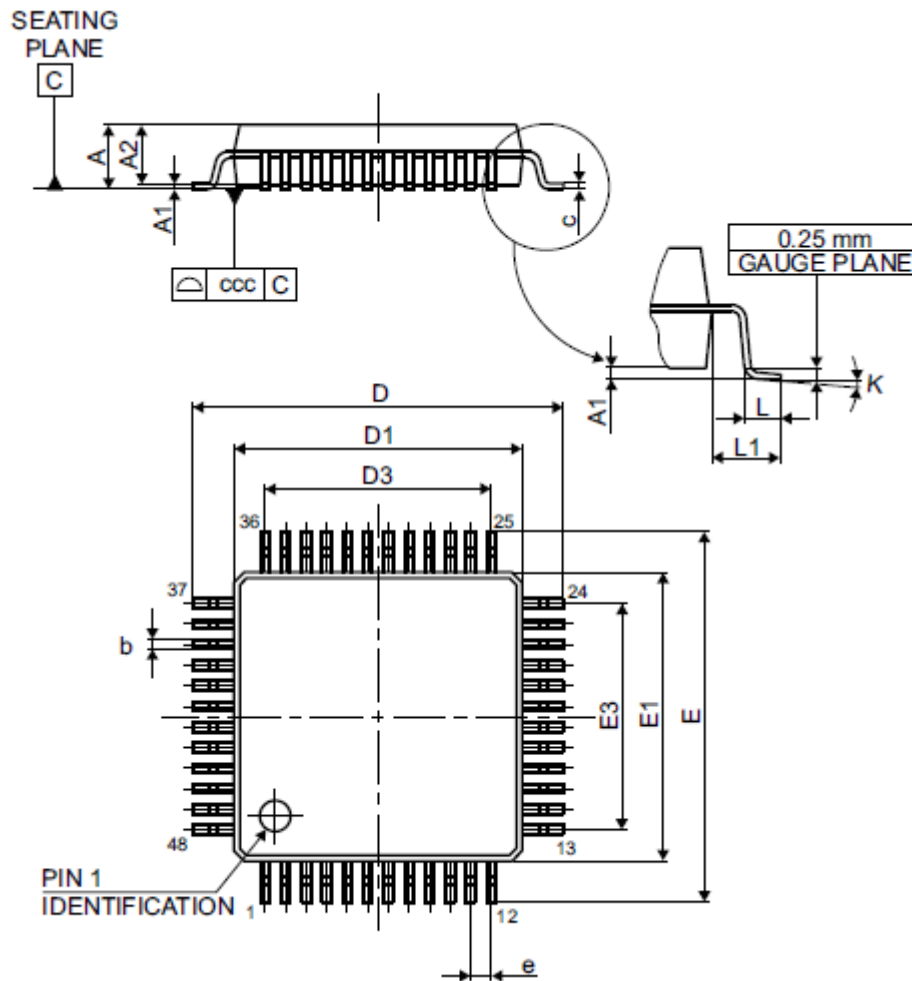 SEATING
PLANE
C
A
A2
A1
c
ccc C
0.25 mm
GAUGE PLANE
A1
L
K
L1
D
D1
D3
36
25
37
24
b
E3
E1
E
48
13
PIN 1
IDENTIFICATION
1
12
e